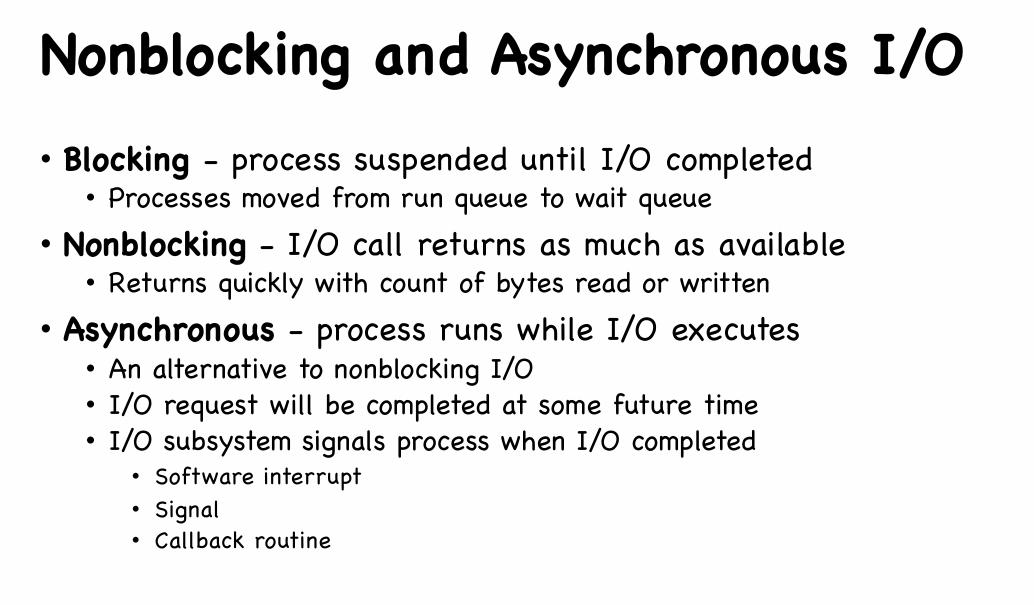 Nonblocking and Asynchronous I/O
• Blocking – process suspended until I/O completed
• Processes moved from run queue to wait queue
• Nonblocking – I/O call returns as much as available
• Returns quickly with count of bytes read or written
• Asynchronous – process runs while I/O executes
• An alternative to nonblocking I/O
• I/O request will be completed at some future time
• I/O subsystem signals process when I/O completed
• Software interrupt
• Signal
• Callback routine